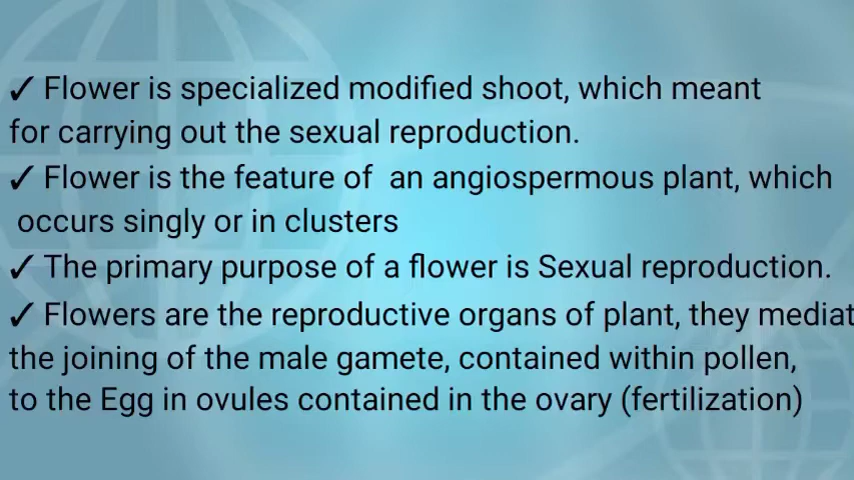 ✓ Flower is specialized modified shoot, which meant
for carrying out the sexual reproduction.
✓ Flower is the feature of an angiospermous plant, which
occurs singly or in clusters
✓ The primary purpose of a flower is Sexual reproduction.
✓ Flowers are the reproductive organs of plant, they mediat
the joining of the male gamete, contained within pollen,
to the Egg in ovules contained in the ovary (fertilization)